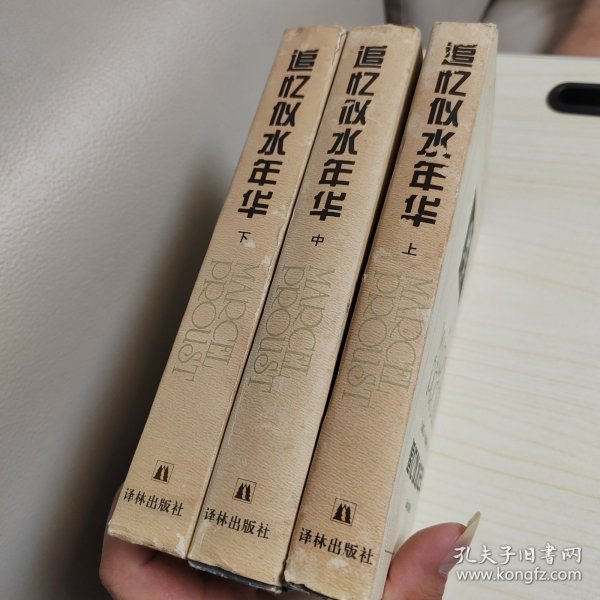 追忆似水年华
下
MARCEL
PROUST
译林出版社
追忆似水年华
中
MARCEL
PROUST
译林出版社
追忆似水年华
上
MARCEL
PROUST
译林出版社
孔夫子旧书网
www.kongfz.com